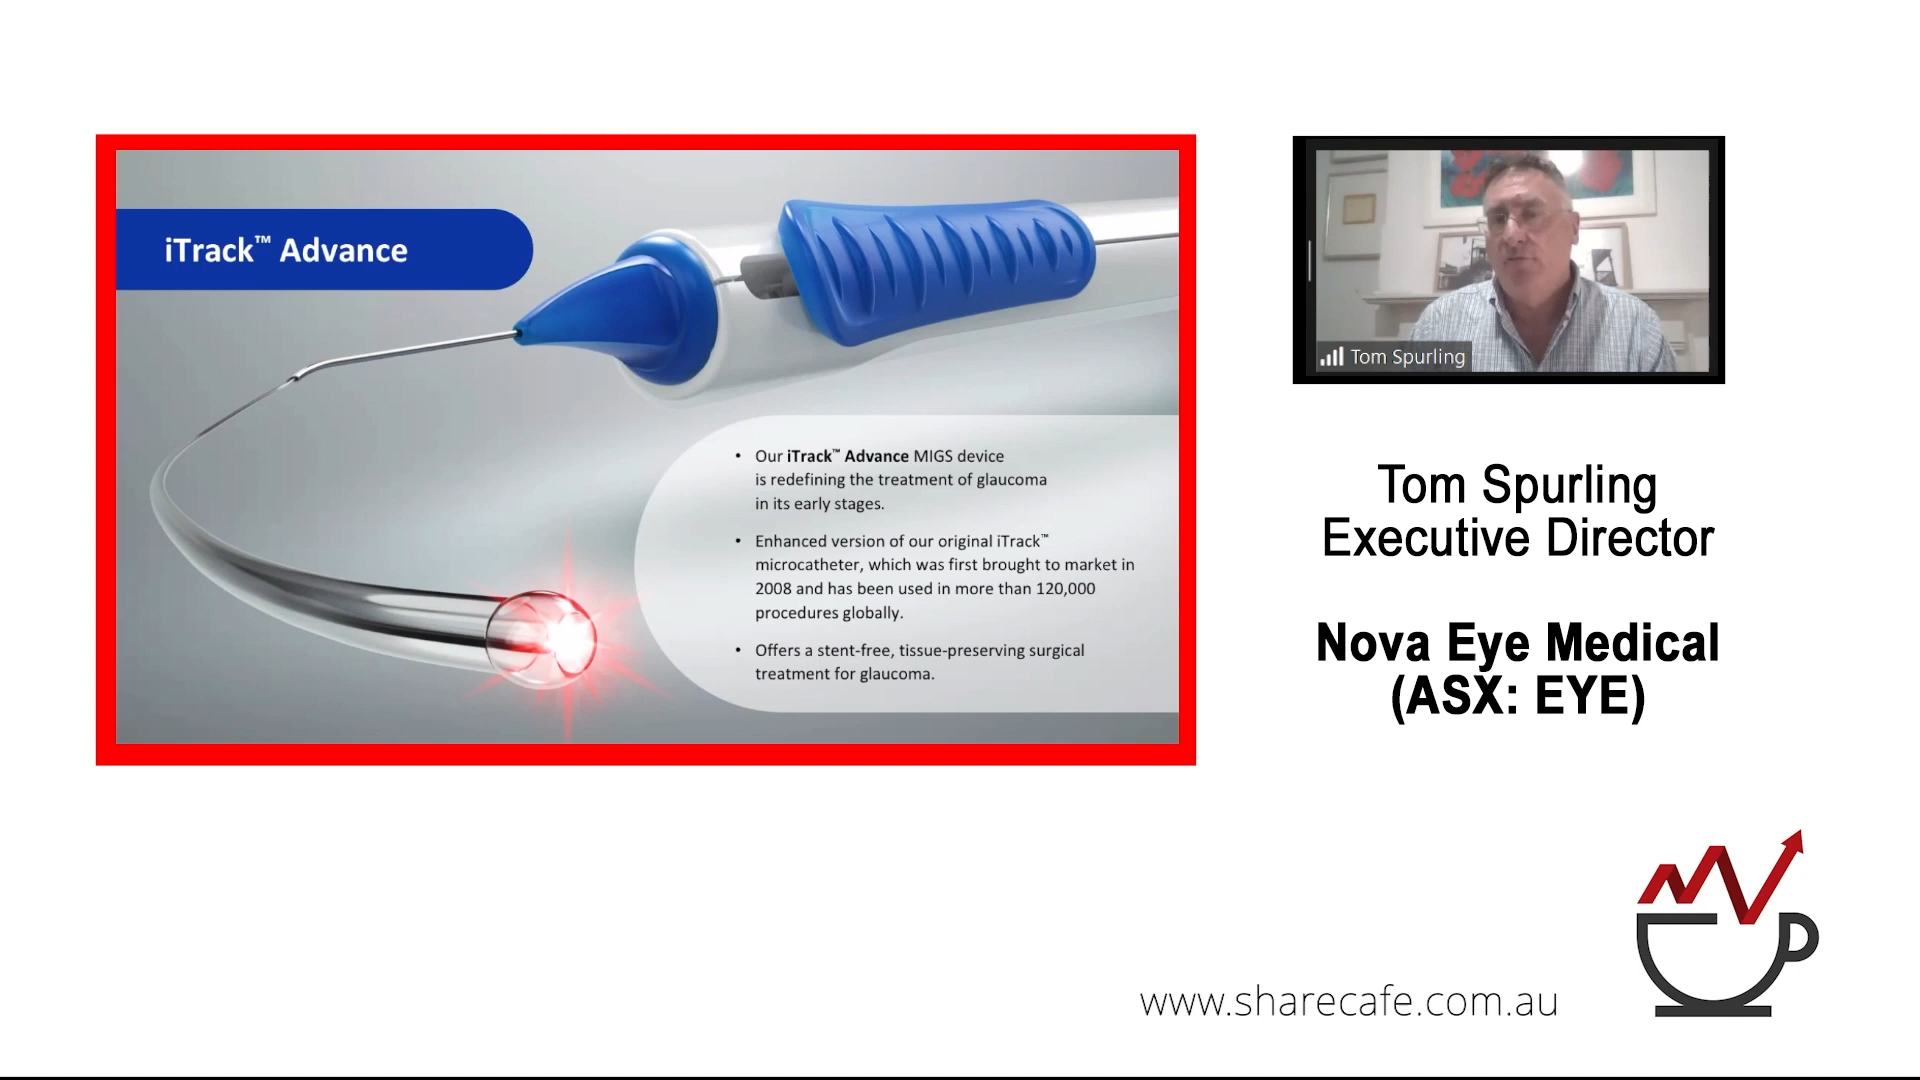 iTrack™ Advance
• Our iTrack™ Advance MIGS device
is redefining the treatment of glaucoma
in its early stages.
• Enhanced version of our original iTrack™
microcatheter, which was first brought to market in
2008 and has been used in more than 120,000
procedures globally.
• Offers a stent-free, tissue-preserving surgical
treatment for glaucoma.
Tom Spurling
Tom Spurling
Executive Director
Nova Eye Medical
(ASX: EYE)
www.sharecafe.com.au